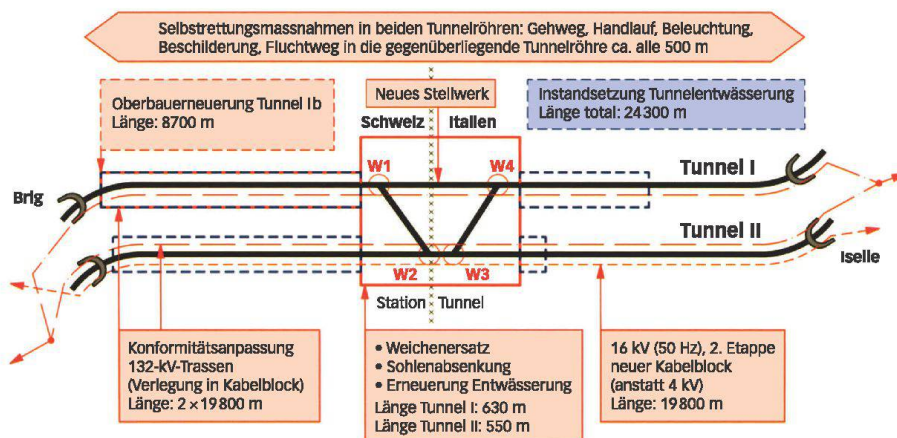 Selbstrettungsmassnahmen in beiden Tunnelröhren: Gehweg, Handlauf, Beleuchtung,
Beschilderung, Fluchtweg in die gegenüberliegende Tunnelröhre ca. alle 500 m
Oberbauerneuerung Tunnel Ib
Länge: 8700 m
Neues Stellwerk
Instandsetzung Tunnelentwässerung
Länge total: 24300 m
Schweiz
Italien
W1
W4
Tunnel I
Brig
Tunnel II
Iselle
W2
W3
Station
Tunnel
Konformitätsanpassung
132-kV-Trassen
(Verlegung in Kabelblock)
Länge: 2 × 19800 m
• Weichenersatz
• Sohlenabsenkung
• Erneuerung Entwässerung
Länge Tunnel I: 630 m
Länge Tunnel II: 550 m
16 kV (50 Hz), 2. Etappe
neuer Kabelblock
(anstatt 4 kV)
Länge: 19800 m